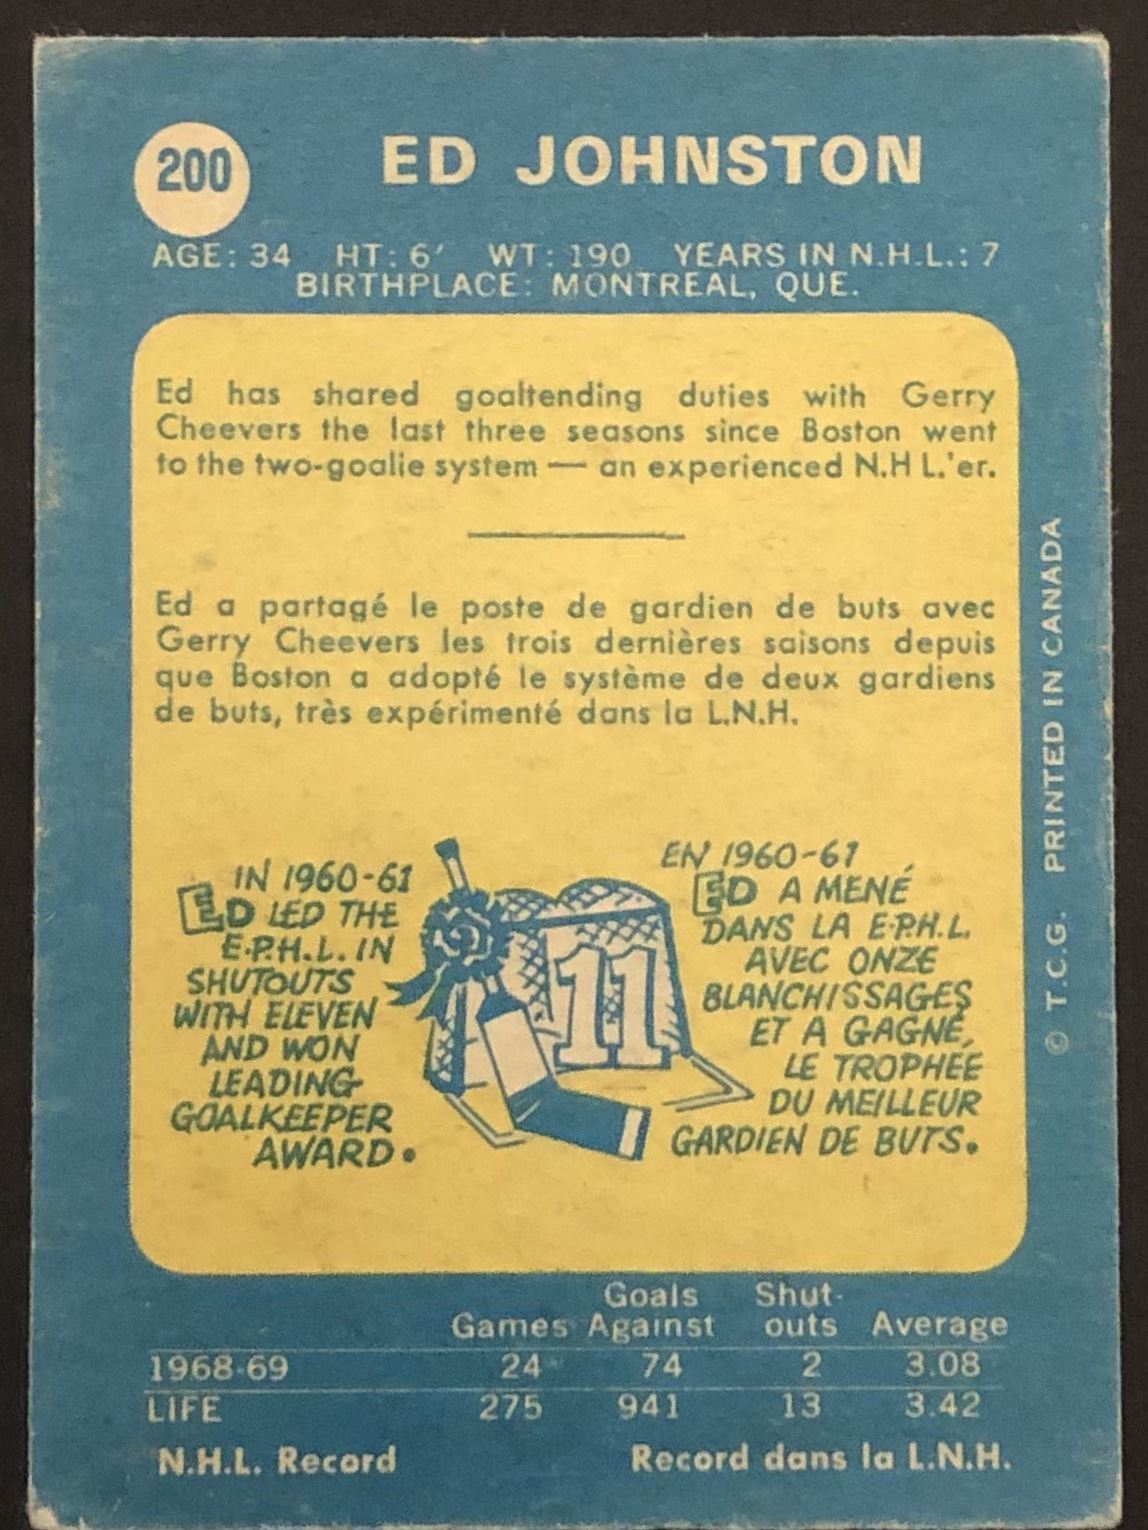 200 ED JOHNSTON
AGE: 34 HT: 6' WT: 190 YEARS IN N.H.L.: 7
BIRTHPLACE: MONTREAL, QUE.
Ed has shared goaltending duties with Gerry
Cheevers the last three seasons since Boston went
to the two-goalie system — an experienced N.H L.'er.
Ed a partagé le poste de gardien de buts avec
Gerry Cheevers les trois dernières saisons depuis
que Boston a adopté le système de deux gardiens
de buts, très expérimenté dans la L.N.H.
IN 1960-61
ED LED THE
E.P.H.L. IN
SHUTOUTS
WITH ELEVEN
AND WON
LEADING
GOALKEEPER
AWARD.
11
EN 1960-61
ED A MENÉ
DANS LA E.P.H.L.
AVEC ONZE
BLANCHISSAGES
ET A GAGNÉ,
LE TROPHÉE
DU MEILLEUR
GARDIEN DE BUTS.
© T.C.G. PRINTED IN CANADA
Goals Shut-
Games Against outs Average
1968-69 24 74 2 3.08
LIFE 275 941 13 3.42
N.H.L. Record Record dans la L.N.H.